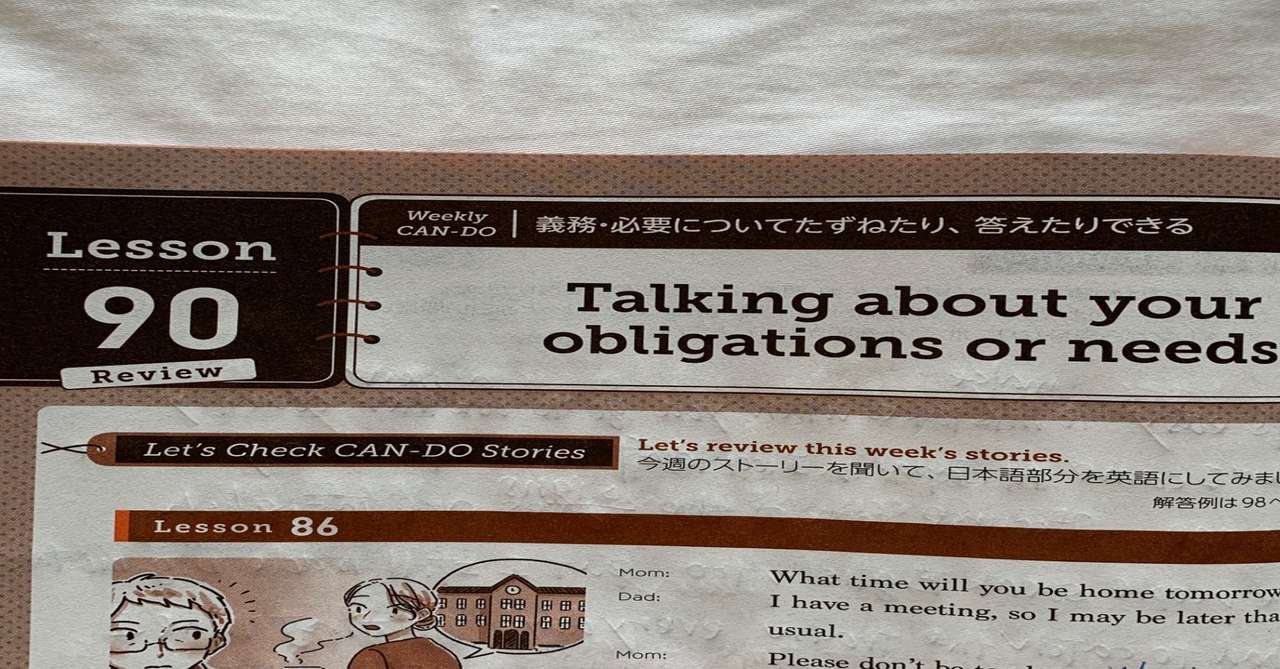 Lesson
90
Review
Weekly
CAN-DO
義務・必要についてたずねたり、答えたりできる
Talking about your
obligations or needs
Let's Check CAN-DO Stories
Let's review this week's stories.
今週のストーリーを聞いて、日本語部分を英語にしてみま
解答例は98
Lesson 86
Mom:
What time will you be home tomorrow
Dad:
I have a meeting, so I may be later tha
usual.
Mom:
Please don't be